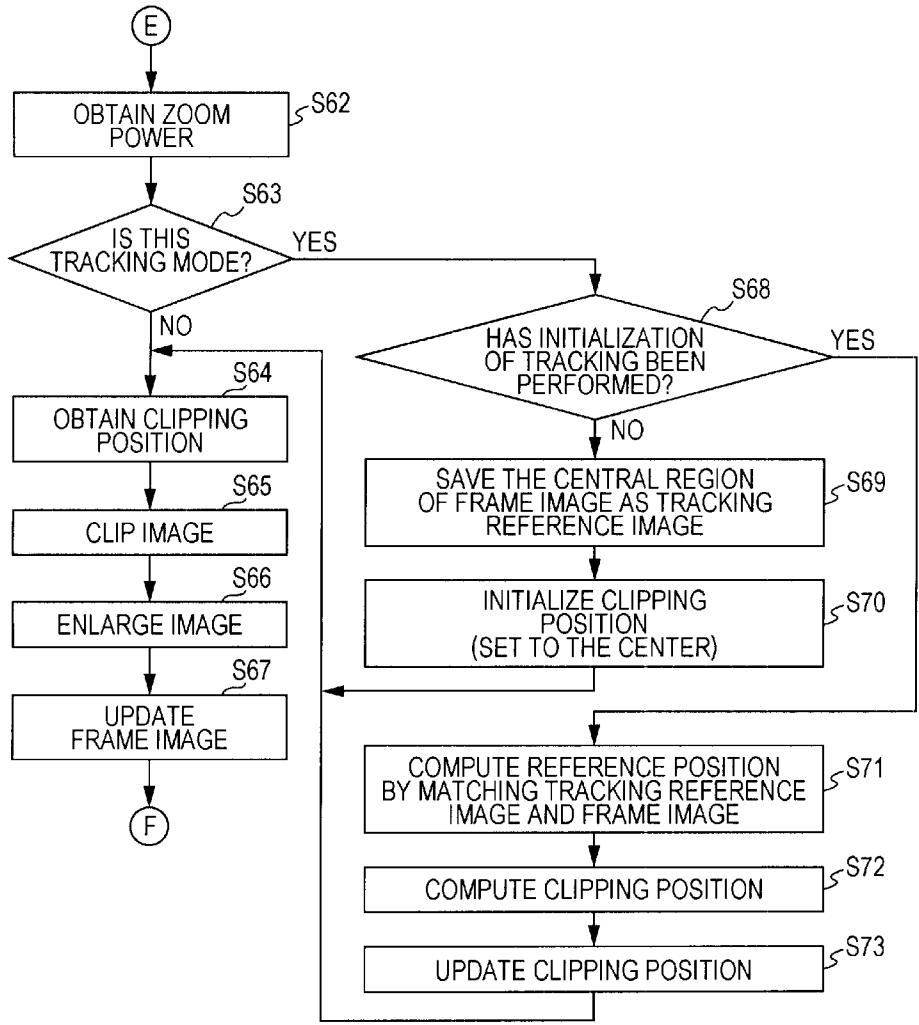 E
OBTAIN ZOOM
POWER
S62
S63
IS THIS
TRACKING MODE?
YES
NO
S64
OBTAIN CLIPPING
POSITION
S65
CLIP IMAGE
S66
ENLARGE IMAGE
S67
UPDATE
FRAME IMAGE
F
S68
HAS INITIALIZATION
OF TRACKING BEEN
PERFORMED?
YES
NO
SAVE THE CENTRAL REGION
OF FRAME IMAGE AS TRACKING
REFERENCE IMAGE
S69
INITIALIZE CLIPPING
POSITION
(SET TO THE CENTER)
S70
COMPUTE REFERENCE POSITION
BY MATCHING TRACKING REFERENCE
IMAGE AND FRAME IMAGE
S71
COMPUTE CLIPPING POSITION
S72
UPDATE CLIPPING POSITION
S73